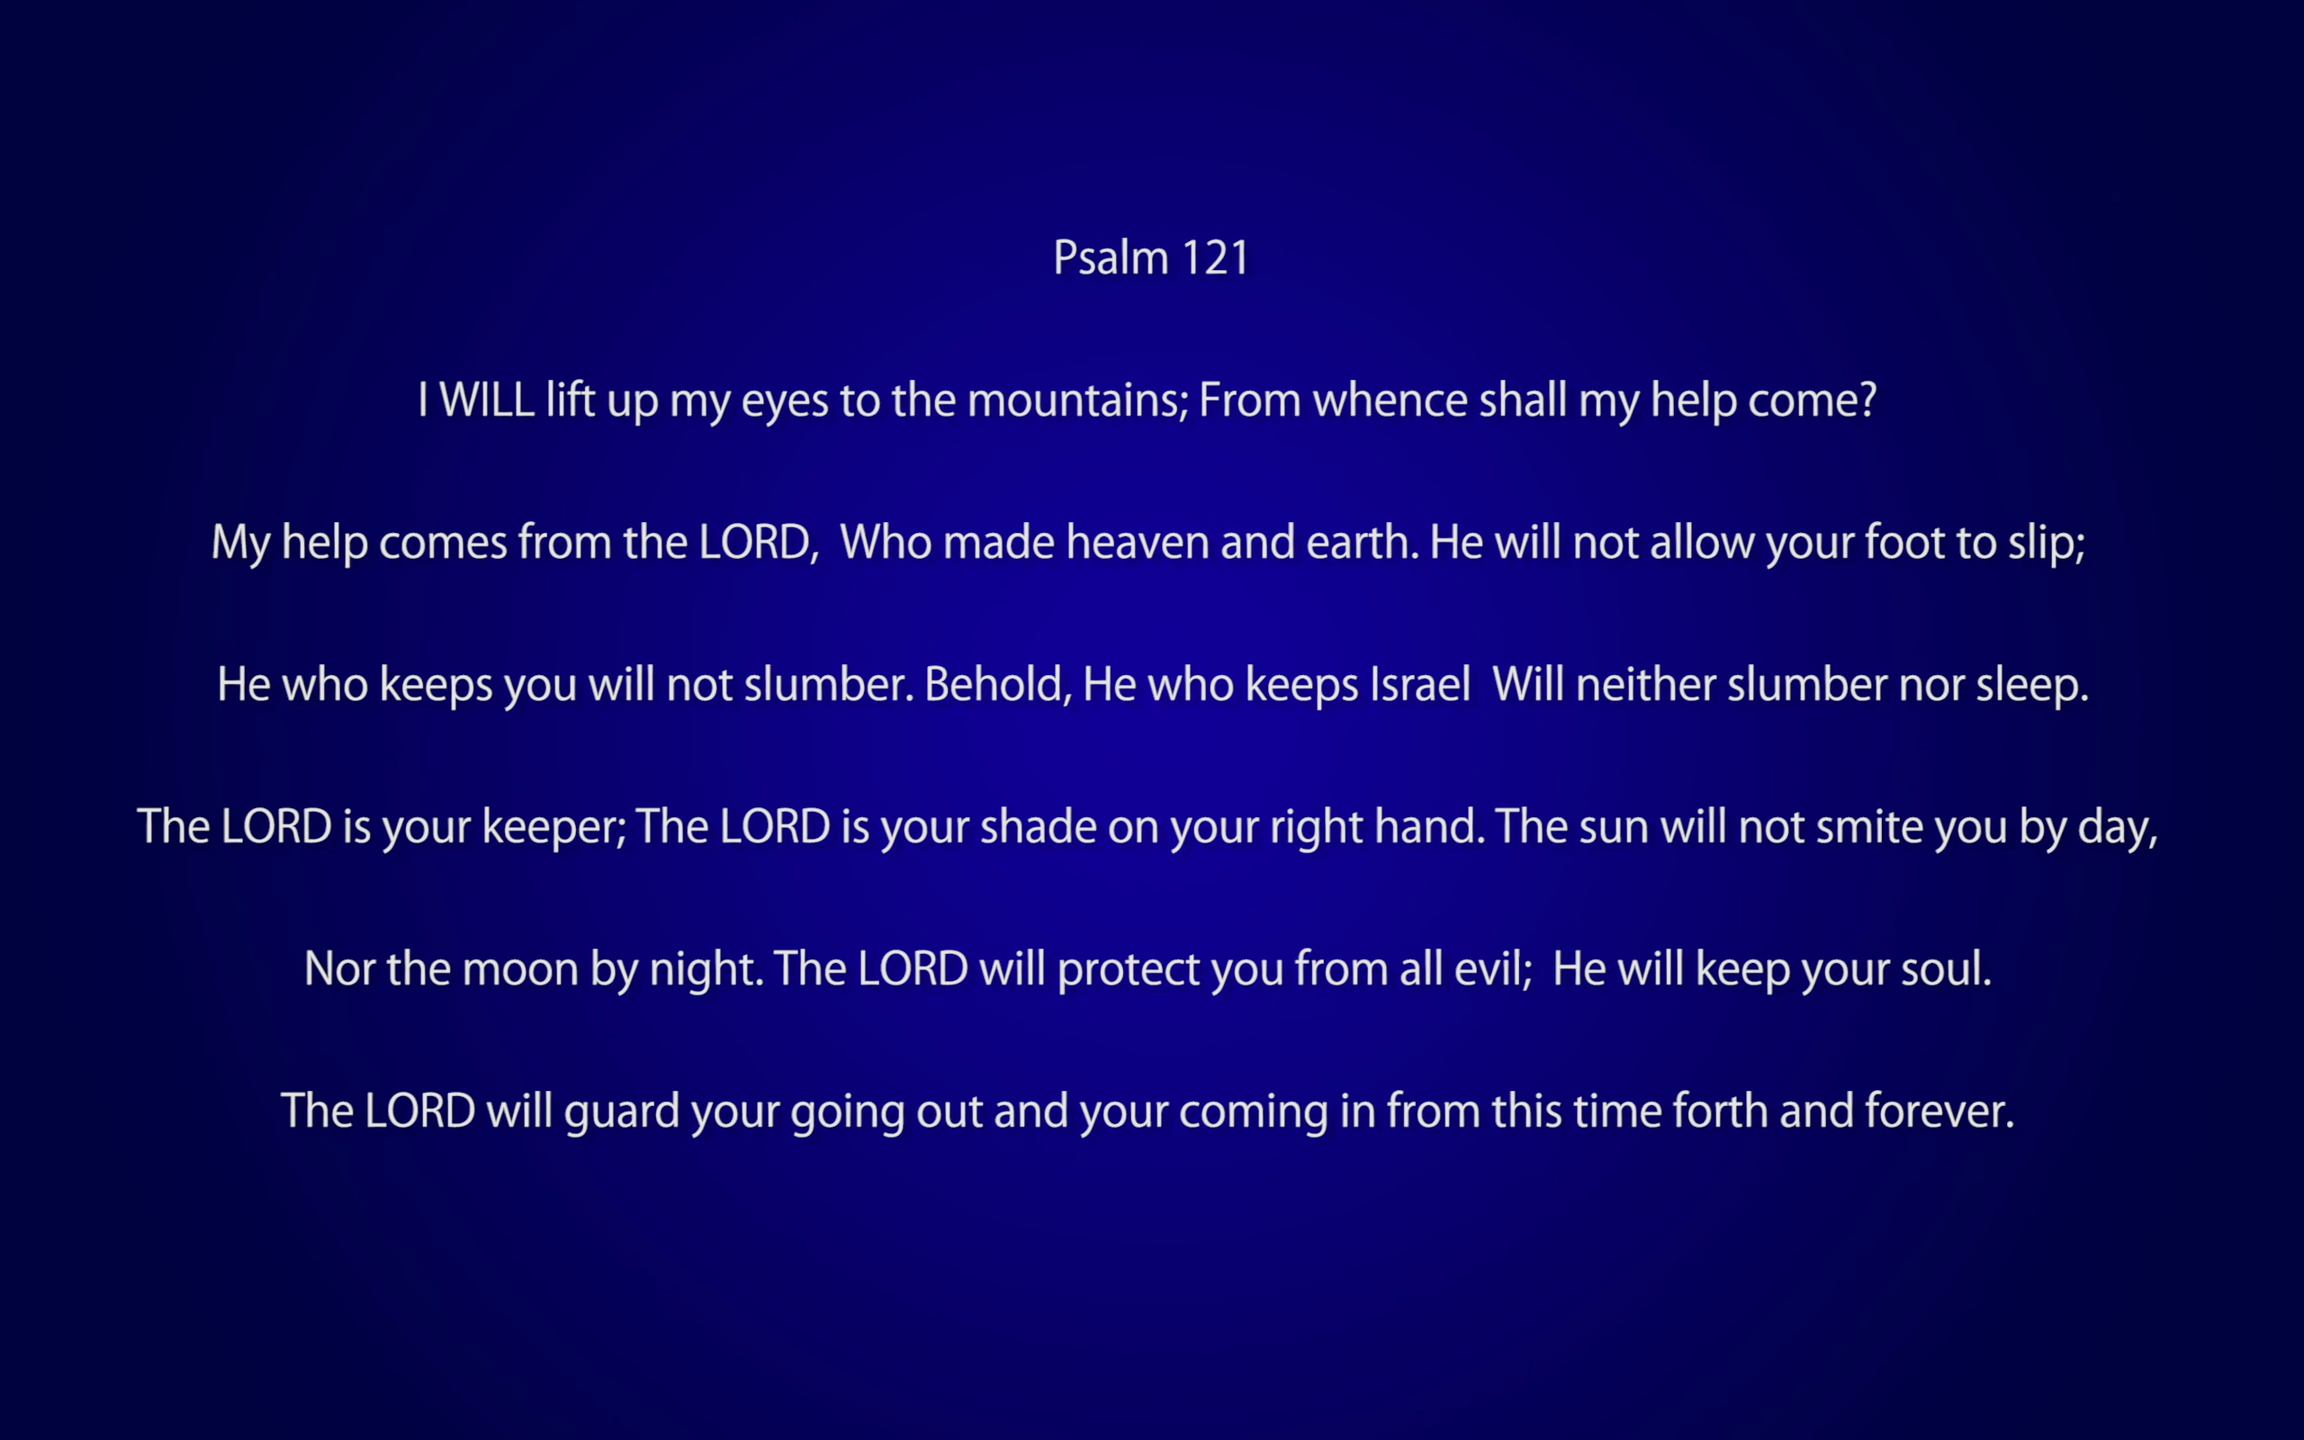 Psalm 121
I WILL lift up my eyes to the mountains; From whence shall my help come?
My help comes from the LORD,  Who made heaven and earth. He will not allow your foot to slip;
He who keeps you will not slumber. Behold, He who keeps Israel  Will neither slumber nor sleep.
The LORD is your keeper; The LORD is your shade on your right hand. The sun will not smite you by day,
Nor the moon by night. The LORD will protect you from all evil;  He will keep your soul.
The LORD will guard your going out and your coming in from this time forth and forever.